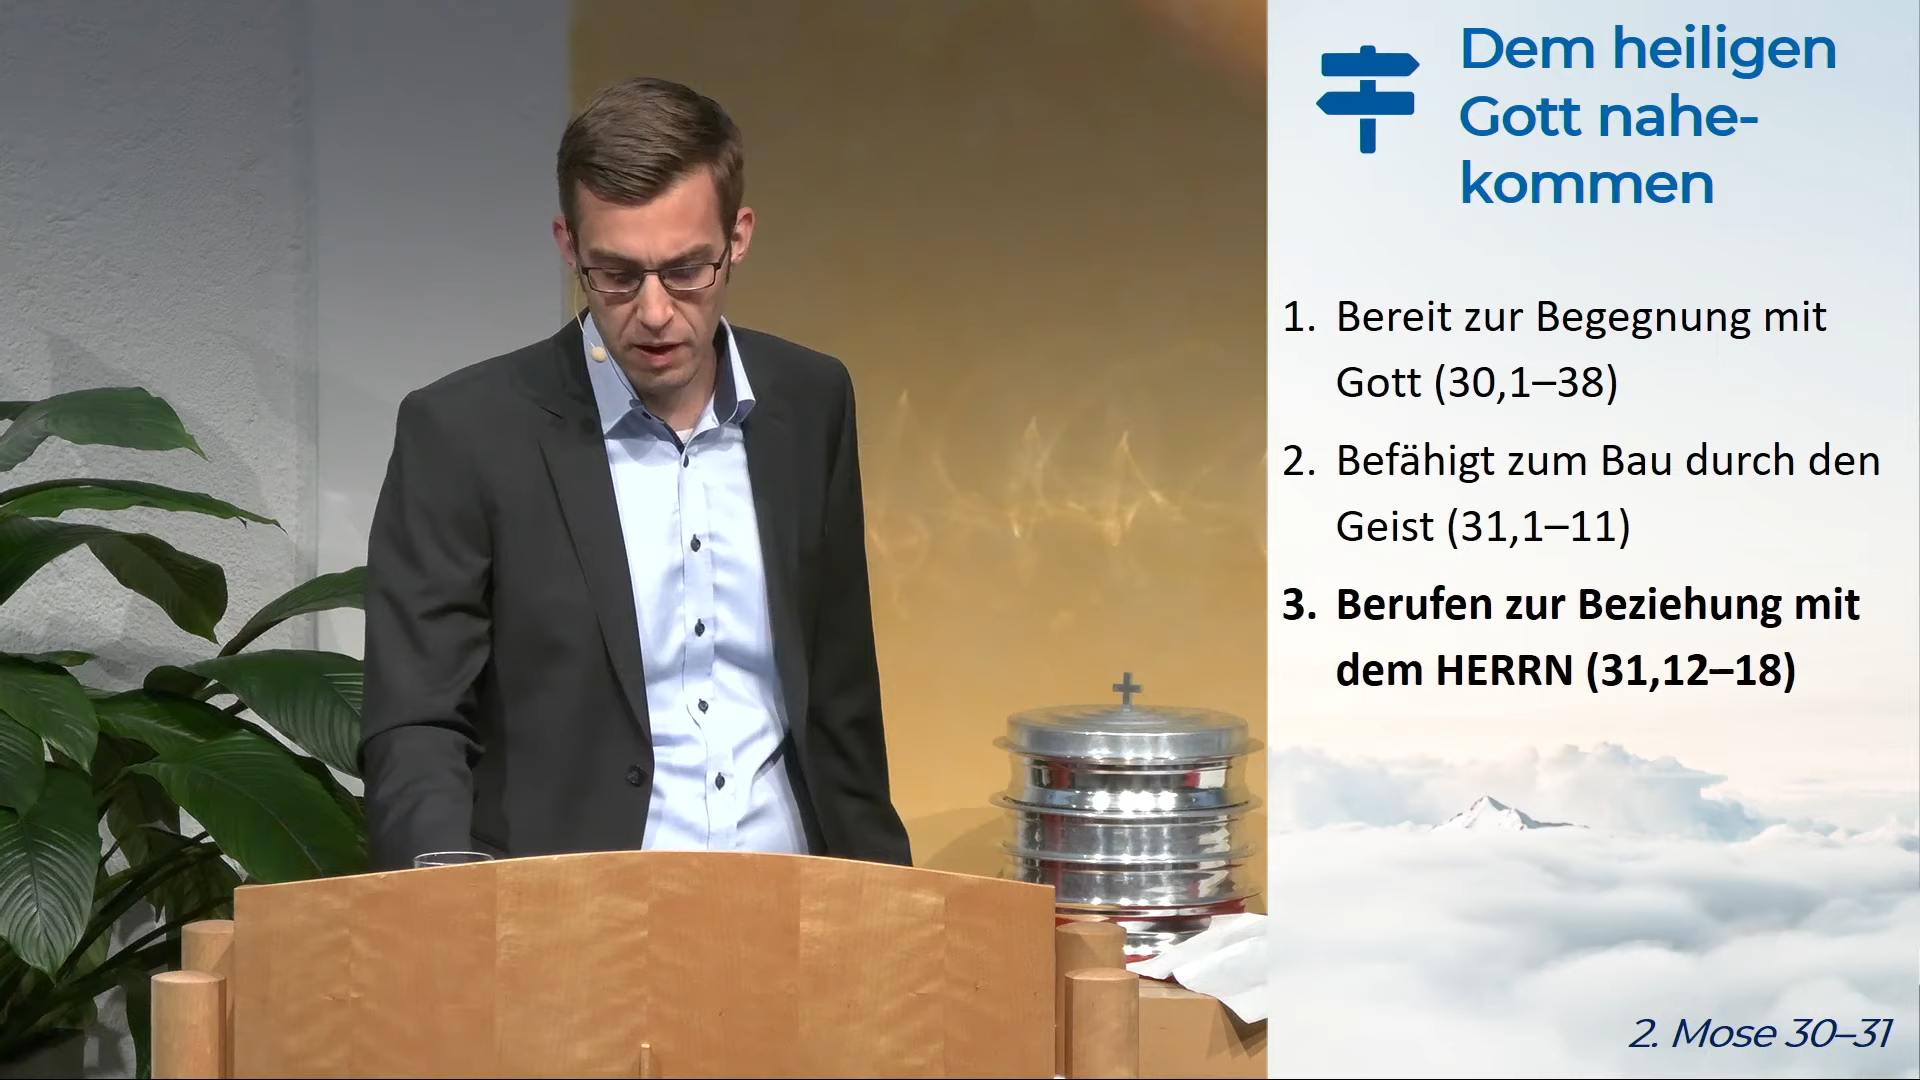 Dem heiligen
Gott nahe-
kommen
1. Bereit zur Begegnung mit
Gott (30,1–38)
2. Befähigt zum Bau durch den
Geist (31,1–11)
3. Berufen zur Beziehung mit
dem HERRN (31,12–18)
2. Mose 30–31